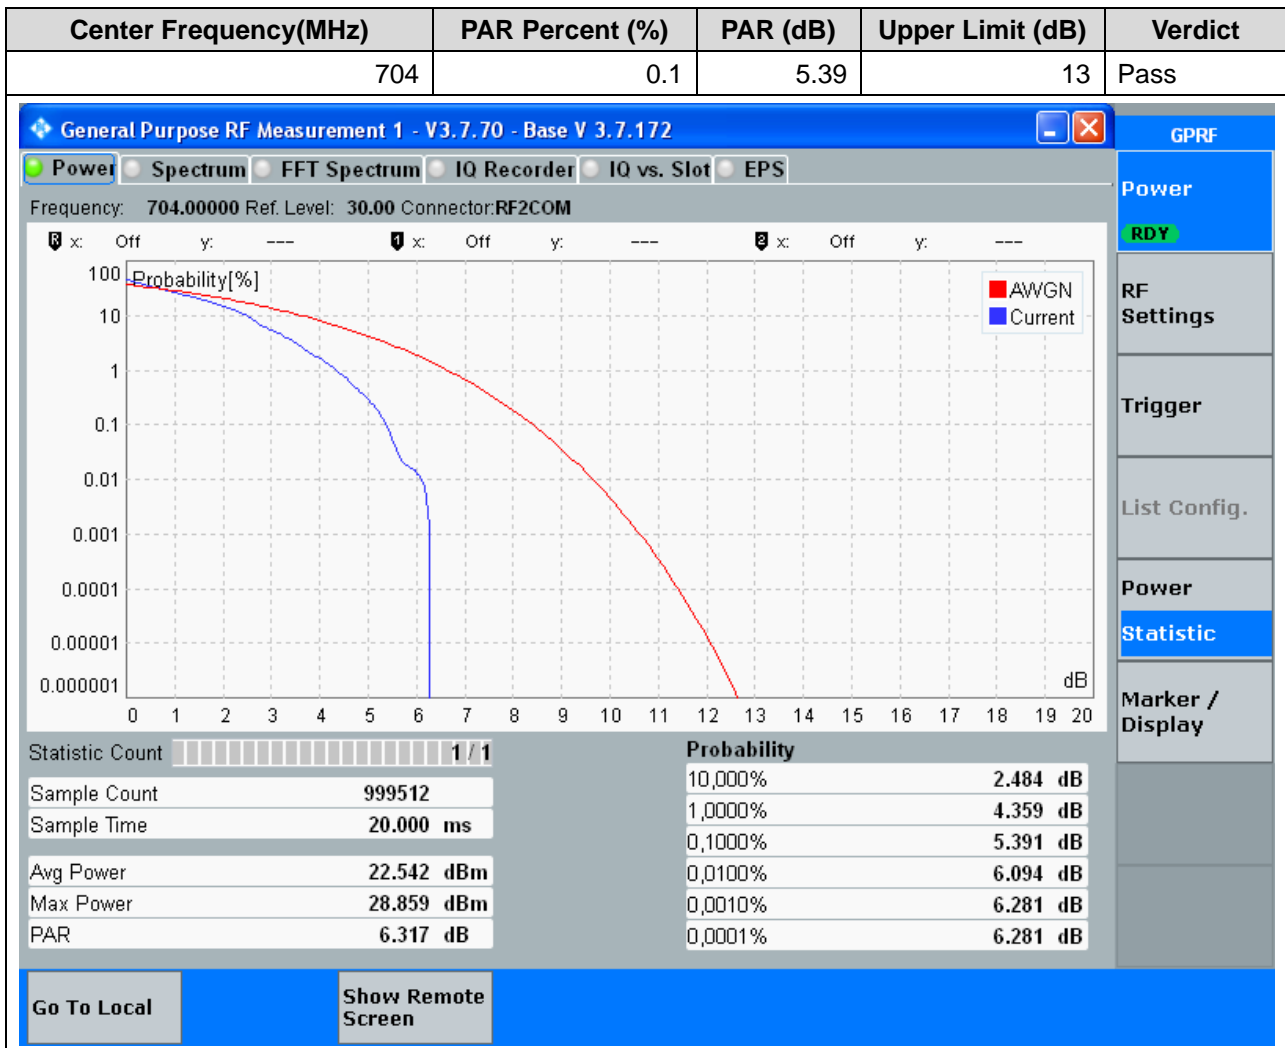 Center Frequency(MHz) PAR Percent (%) PAR (dB) Upper Limit (dB) Verdict
704 0.1 5.39 13 Pass
General Purpose RF Measurement 1 - V3.7.70 - Base V 3.7.172
GPRF
Power Spectrum FFT Spectrum IQ Recorder IQ vs. Slot EPS
Frequency: 704.00000 Ref. Level: 30.00 Connector:RF2COM
R x: Off y: --- 1 x: Off y: --- 2 x: Off y: ---
Probability[%]
AWGN
Current
100
10
1
0.1
0.01
0.001
0.0001
0.00001
0.000001
dB
0 1 2 3 4 5 6 7 8 9 10 11 12 13 14 15 16 17 18 19 20
Statistic Count 1 / 1
Sample Count 999512
Sample Time 20.000 ms
Avg Power 22.542 dBm
Max Power 28.859 dBm
PAR 6.317 dB
Probability
10,000% 2.484 dB
1,0000% 4.359 dB
0,1000% 5.391 dB
0,0100% 6.094 dB
0,0010% 6.281 dB
0,0001% 6.281 dB
Power
RDY
RF
Settings
Trigger
List Config.
Power
Statistic
Marker /
Display
Go To Local
Show Remote
Screen